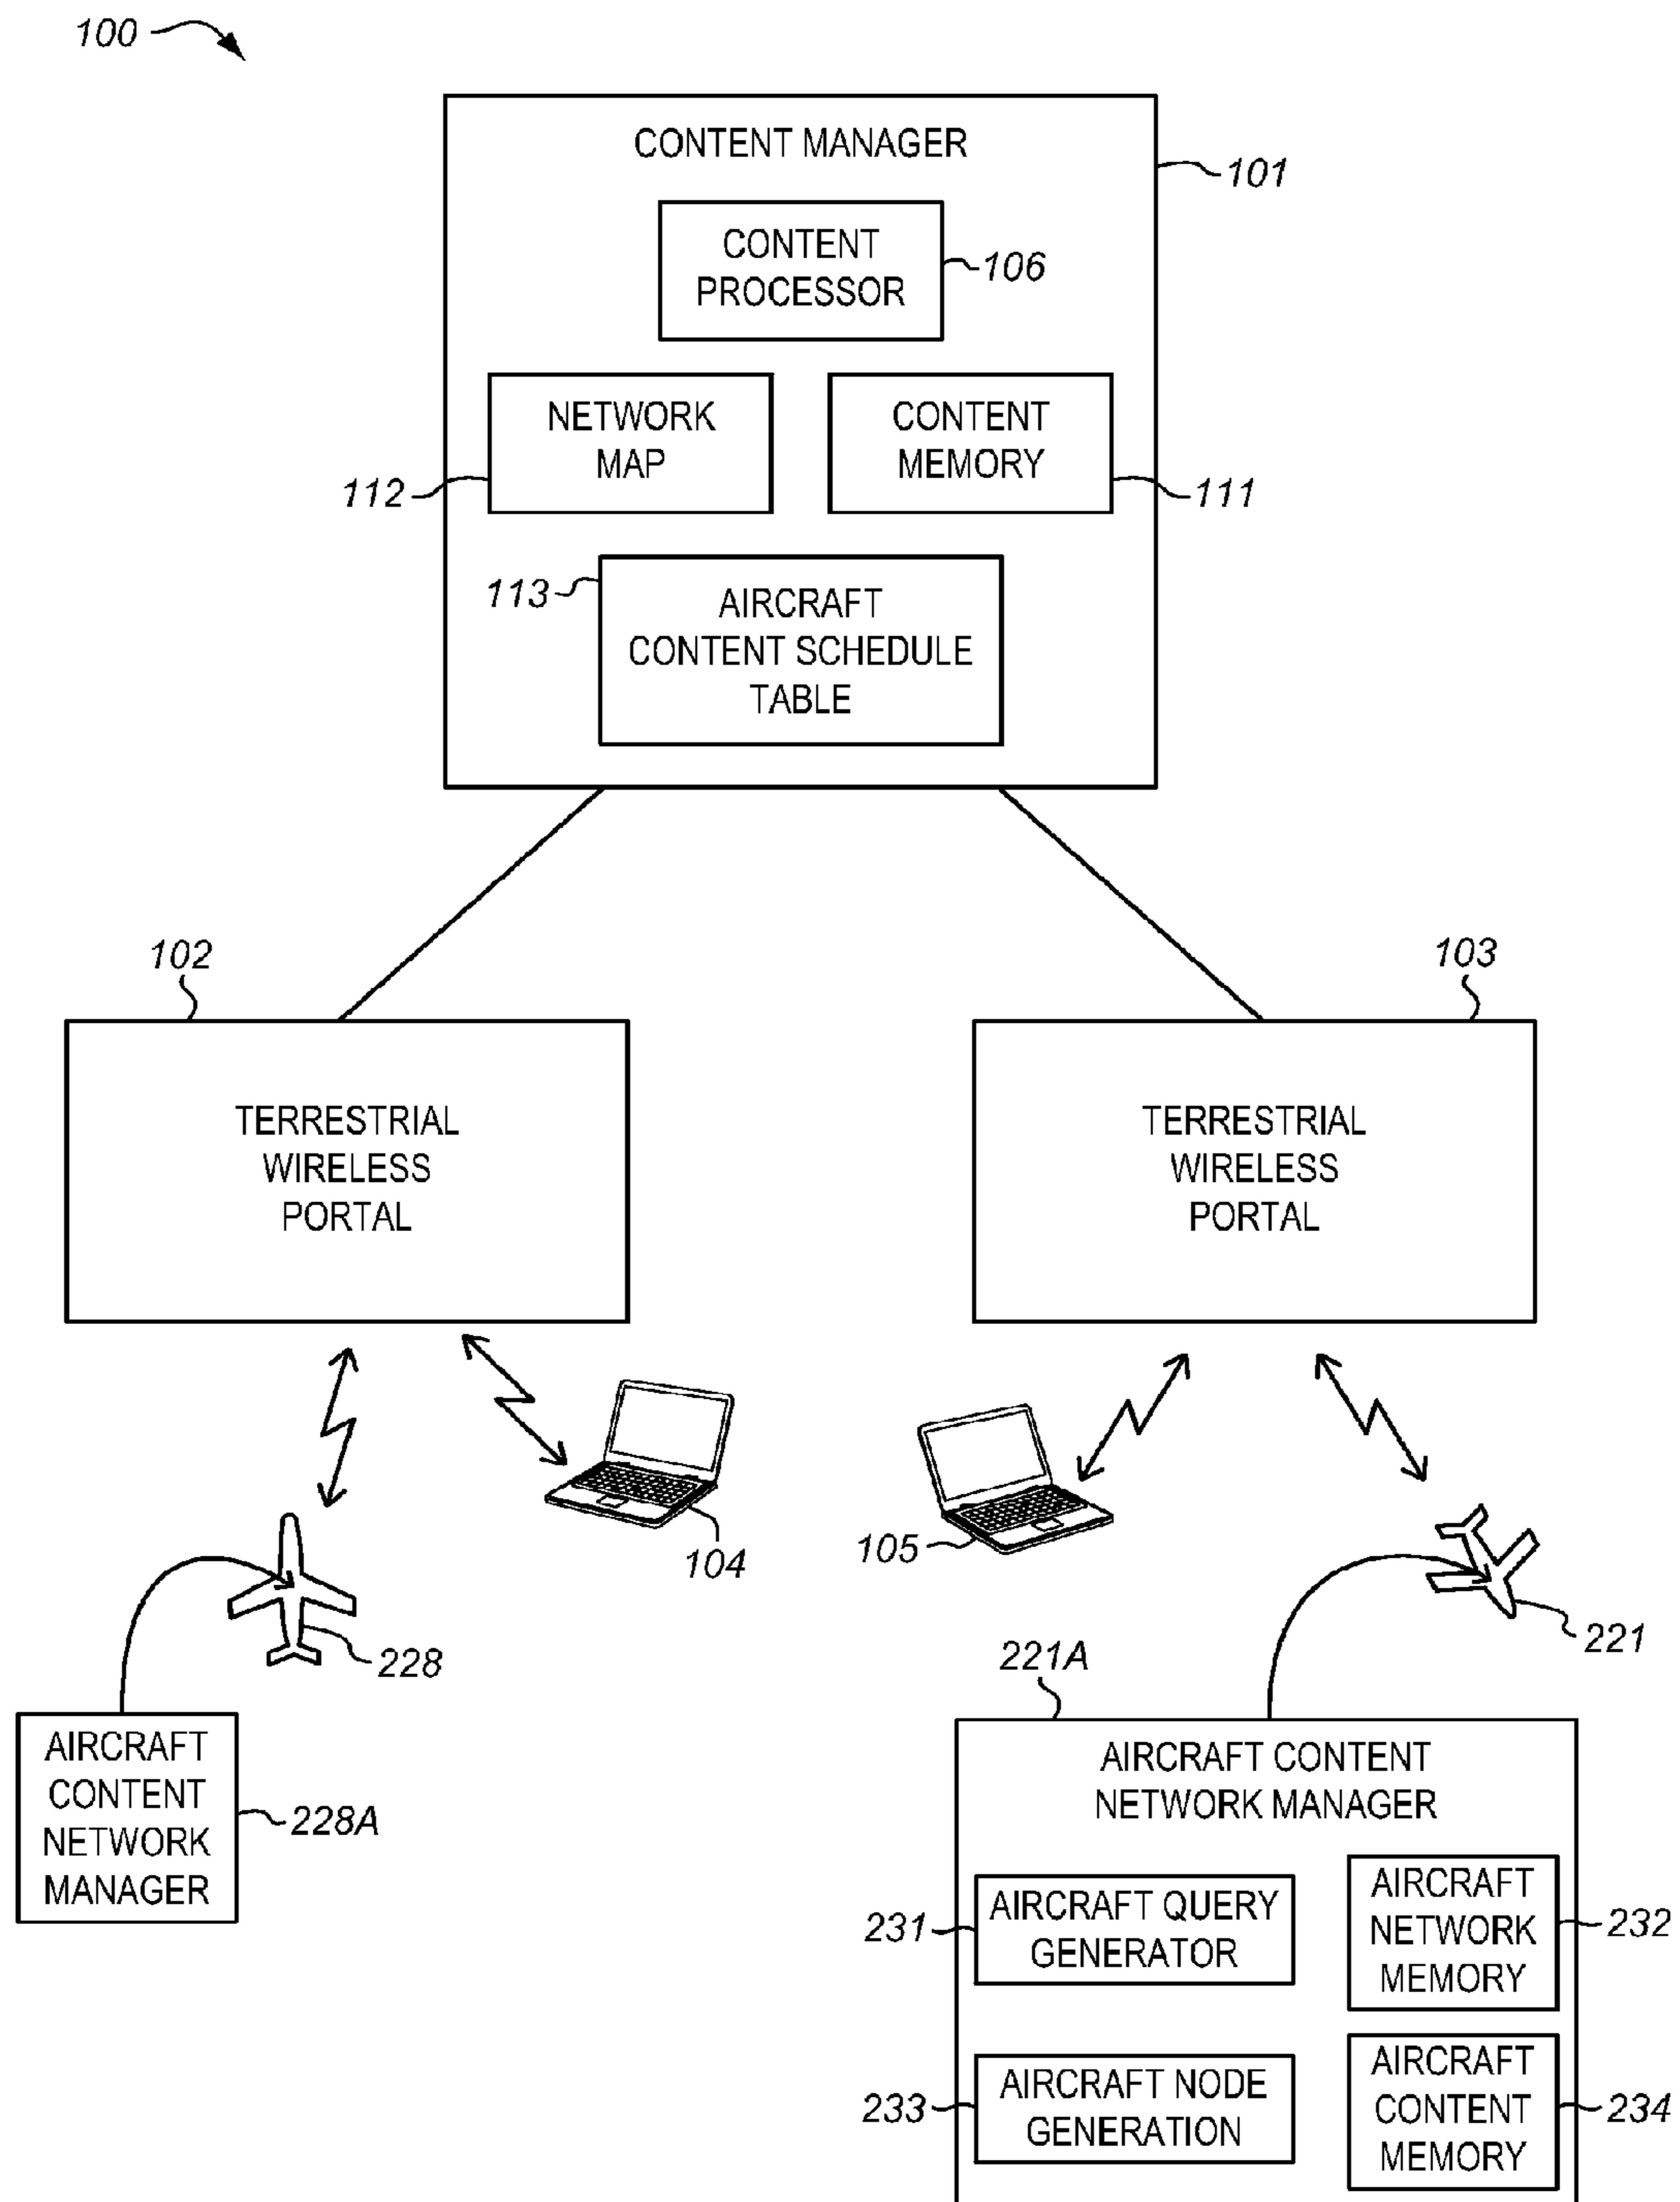 100
CONTENT MANAGER
101
CONTENT
PROCESSOR
106
NETWORK
MAP
112
CONTENT
MEMORY
111
113
AIRCRAFT
CONTENT SCHEDULE
TABLE
102
103
TERRESTRIAL
WIRELESS
PORTAL
TERRESTRIAL
WIRELESS
PORTAL
104
105
228
221
221A
AIRCRAFT
CONTENT
NETWORK
MANAGER
228A
AIRCRAFT CONTENT
NETWORK MANAGER
231
AIRCRAFT QUERY
GENERATOR
AIRCRAFT
NETWORK
MEMORY
232
233
AIRCRAFT NODE
GENERATION
AIRCRAFT
CONTENT
MEMORY
234